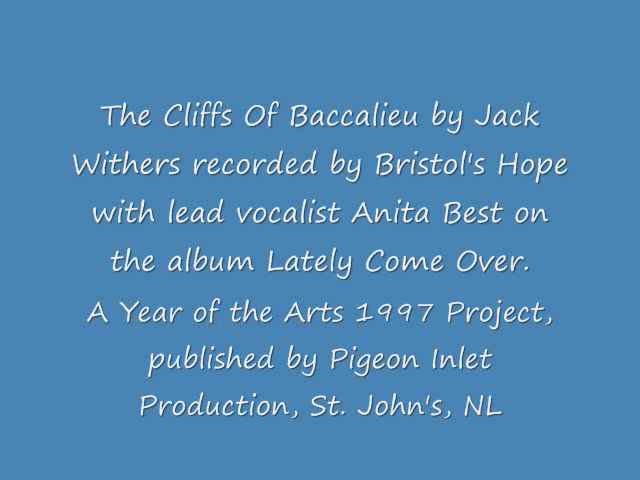 The Cliffs Of Baccalieu by Jack
Withers recorded by Bristol's Hope
with lead vocalist Anita Best on
the album Lately Come Over.
A Year of the Arts 1997 Project,
published by Pigeon Inlet
Production, St. John's, NL